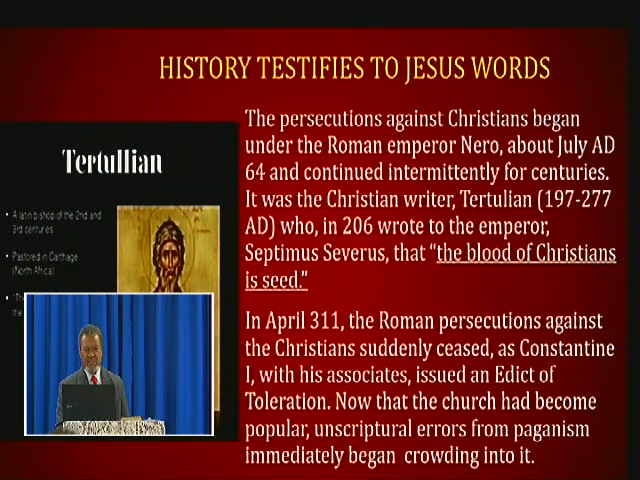 HISTORY TESTIFIES TO JESUS WORDS
The persecutions against Christians began
under the Roman emperor Nero, about July AD
64 and continued intermittently for centuries.
It was the Christian writer, Tertulian (197-277
AD) who, in 206 wrote to the emperor,
Septimus Severus, that “the blood of Christians
is seed.”
In April 311, the Roman persecutions against
the Christians suddenly ceased, as Constantine
I, with his associates, issued an Edict of
Toleration. Now that the church had become
popular, unscriptural errors from paganism
immediately began crowding into it.
Tertullian
• A latin bishop of the 2nd and
3rd centuries
• Pastored in Carthage
(North Africa)